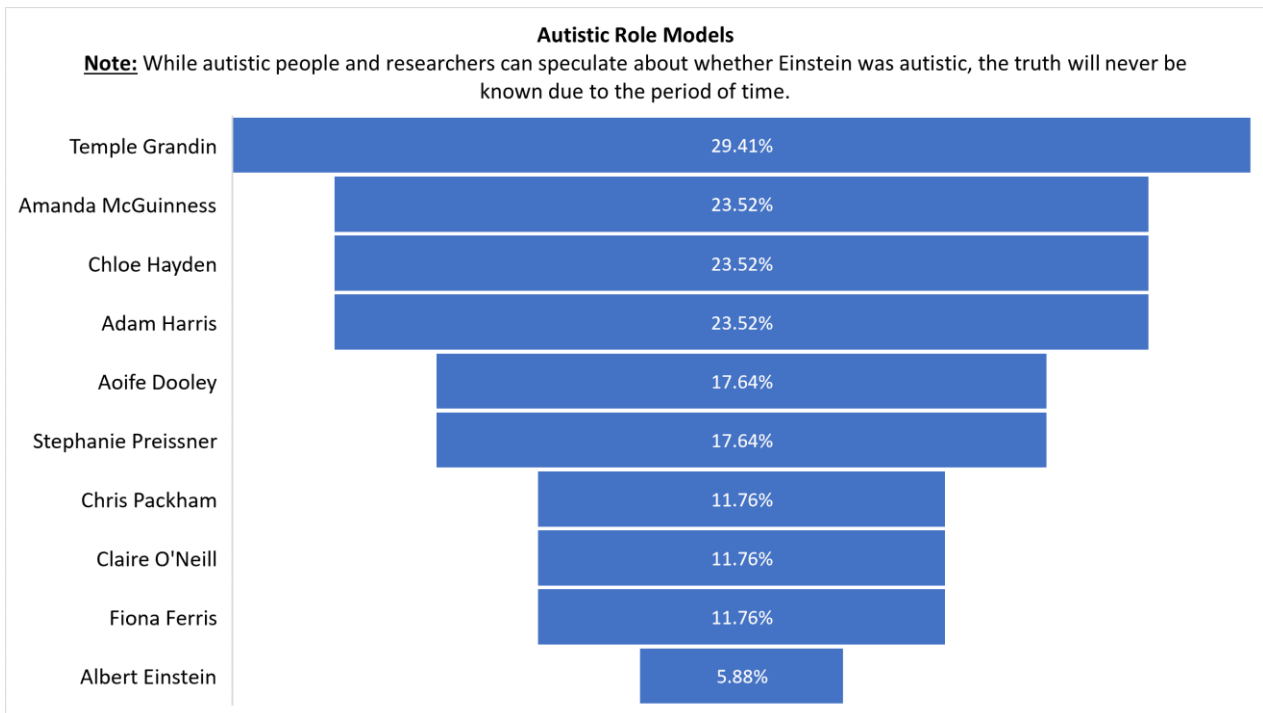 Autistic Role Models
Note: While autistic people and researchers can speculate about whether Einstein was autistic, the truth will never be
known due to the period of time.
Temple Grandin 29.41%
Amanda McGuinness 23.52%
Chloe Hayden 23.52%
Adam Harris 23.52%
Aoife Dooley 17.64%
Stephanie Preissner 17.64%
Chris Packham 11.76%
Claire O'Neill 11.76%
Fiona Ferris 11.76%
Albert Einstein 5.88%